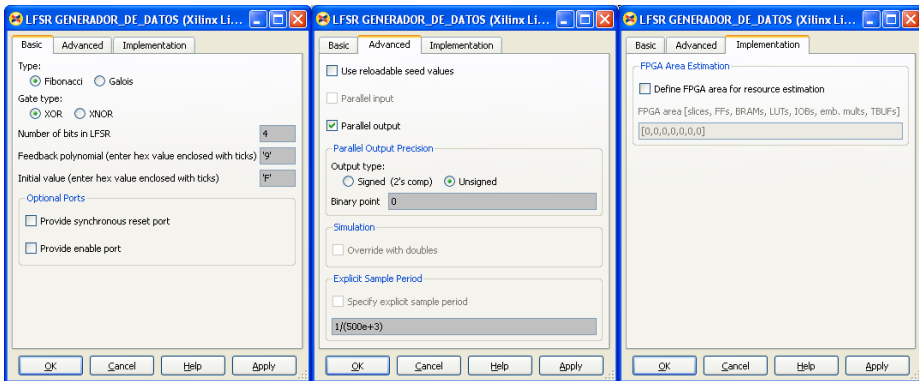 LFSR GENERADOR_DE_DATOS (Xilinx Li...
Basic
Advanced
Implementation
Type:
Fibonacci
Galois
Gate type:
XOR
XNOR
Number of bits in LFSR
4
Feedback polynomial (enter hex value enclosed with ticks)
'9'
Initial value (enter hex value enclosed with ticks)
'F'
Optional Ports
Provide synchronous reset port
Provide enable port
OK
Cancel
Help
Apply
LFSR GENERADOR_DE_DATOS (Xilinx Li...
Basic
Advanced
Implementation
Use reloadable seed values
Parallel input
Parallel output
Parallel Output Precision
Output type:
Signed (2's comp)
Unsigned
Binary point
0
Simulation
Override with doubles
Explicit Sample Period
Specify explicit sample period
1/(500e+3)
OK
Cancel
Help
Apply
LFSR GENERADOR_DE_DATOS (Xilinx Li...
Basic
Advanced
Implementation
FPGA Area Estimation
Define FPGA area for resource estimation
FPGA area [slices, FFs, BRAMs, LUTs, IOBs, emb. mults, TBUFs]
[0,0,0,0,0,0,0]
OK
Cancel
Help
Apply